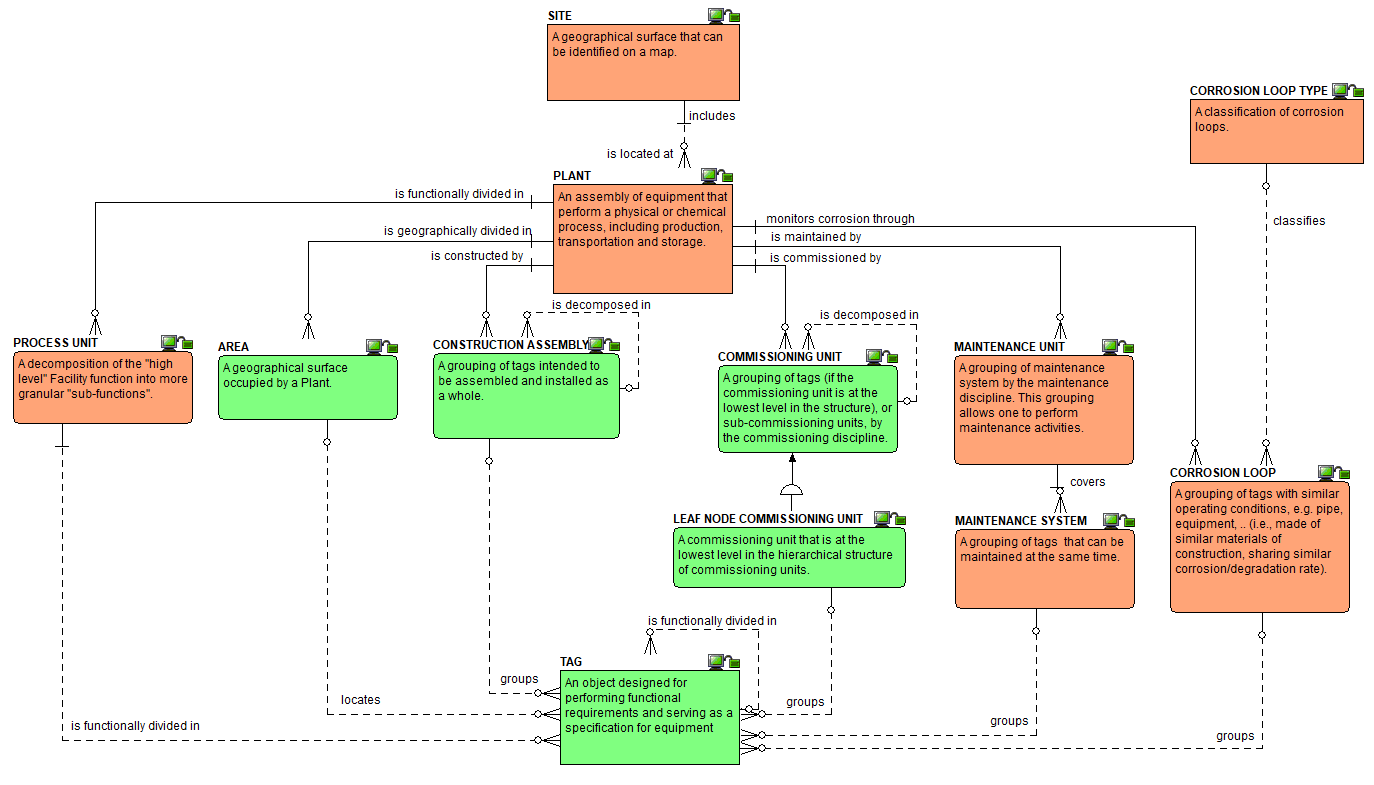 SITE
A geographical surface that can
be identified on a map.
includes
is located at
CORROSION LOOP TYPE
A classification of corrosion
loops.
classifies
PLANT
An assembly of equipment that
perform a physical or chemical
process, including production,
transportation and storage.
is functionally divided in
is geographically divided in
is constructed by
monitors corrosion through
is maintained by
is commissioned by
is decomposed in
is decomposed in
PROCESS UNIT
A decomposition of the "high
level" Facility function into more
granular "sub-functions".
AREA
A geographical surface
occupied by a Plant.
CONSTRUCTION ASSEMBLY
A grouping of tags intended to
be assembled and installed as
a whole.
COMMISSIONING UNIT
A grouping of tags (if the
commissioning unit is at the
lowest level in the structure), or
sub-commissioning units, by
the commissioning discipline.
MAINTENANCE UNIT
A grouping of maintenance
system by the maintenance
discipline. This grouping
allows one to perform
maintenance activities.
covers
CORROSION LOOP
A grouping of tags with similar
operating conditions, e.g. pipe,
equipment, .. (i.e., made of
similar materials of
construction, sharing similar
corrosion/degradation rate).
LEAF NODE COMMISSIONING UNIT
A commissioning unit that is at the
lowest level in the hierarchical structure
of commissioning units.
MAINTENANCE SYSTEM
A grouping of tags  that can be
maintained at the same time.
is functionally divided in
TAG
An object designed for
performing functional
requirements and serving as a
specification for equipment
groups
locates
is functionally divided in
groups
groups
groups